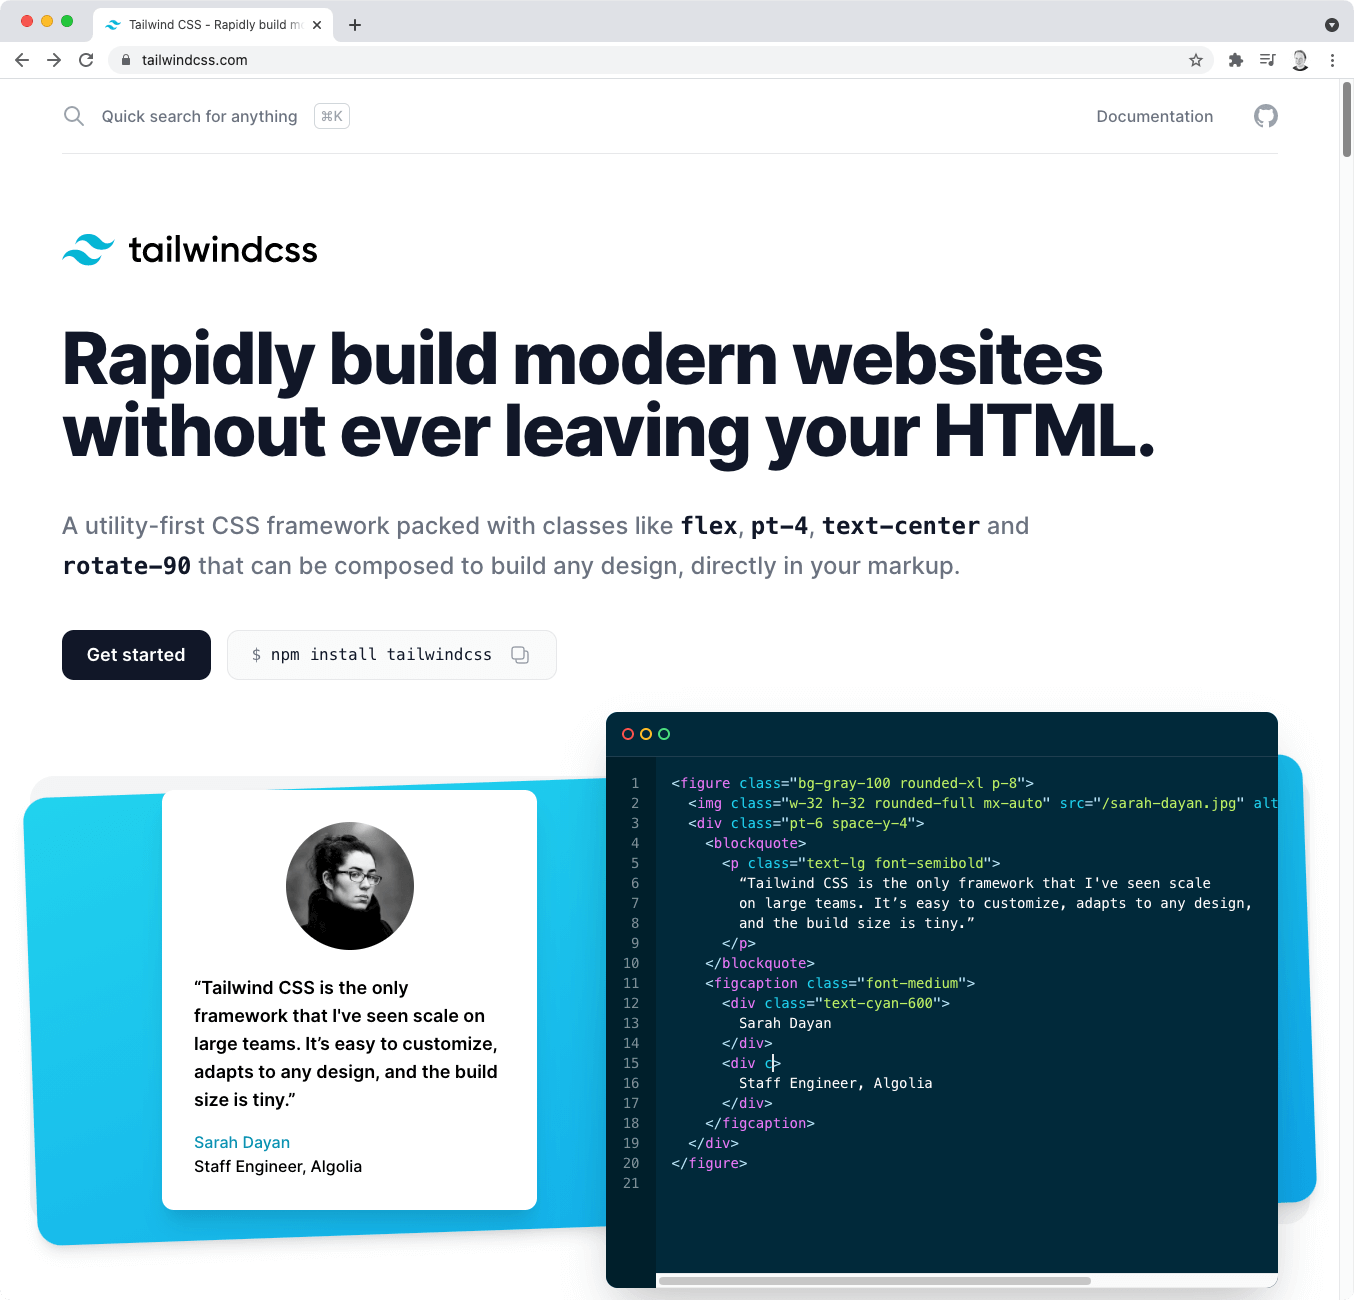 Tailwind CSS - Rapidly build m
tailwindcss.com
Quick search for anything ⌘K Documentation
tailwindcss
Rapidly build modern websites
without ever leaving your HTML.
A utility-first CSS framework packed with classes like flex, pt-4, text-center and
rotate-90 that can be composed to build any design, directly in your markup.
Get started $ npm install tailwindcss
“Tailwind CSS is the only
framework that I've seen scale on
large teams. It’s easy to customize,
adapts to any design, and the build
size is tiny.”
Sarah Dayan
Staff Engineer, Algolia
1 <figure class="bg-gray-100 rounded-xl p-8">
2 <img class="w-32 h-32 rounded-full mx-auto" src="/sarah-dayan.jpg" alt
3 <div class="pt-6 space-y-4">
4 <blockquote>
5 <p class="text-lg font-semibold">
6 “Tailwind CSS is the only framework that I've seen scale
7 on large teams. It’s easy to customize, adapts to any design,
8 and the build size is tiny.”
9 </p>
10 </blockquote>
11 <figcaption class="font-medium">
12 <div class="text-cyan-600">
13 Sarah Dayan
14 </div>
15 <div c>
16 Staff Engineer, Algolia
17 </div>
18 </figcaption>
19 </div>
20 </figure>
21